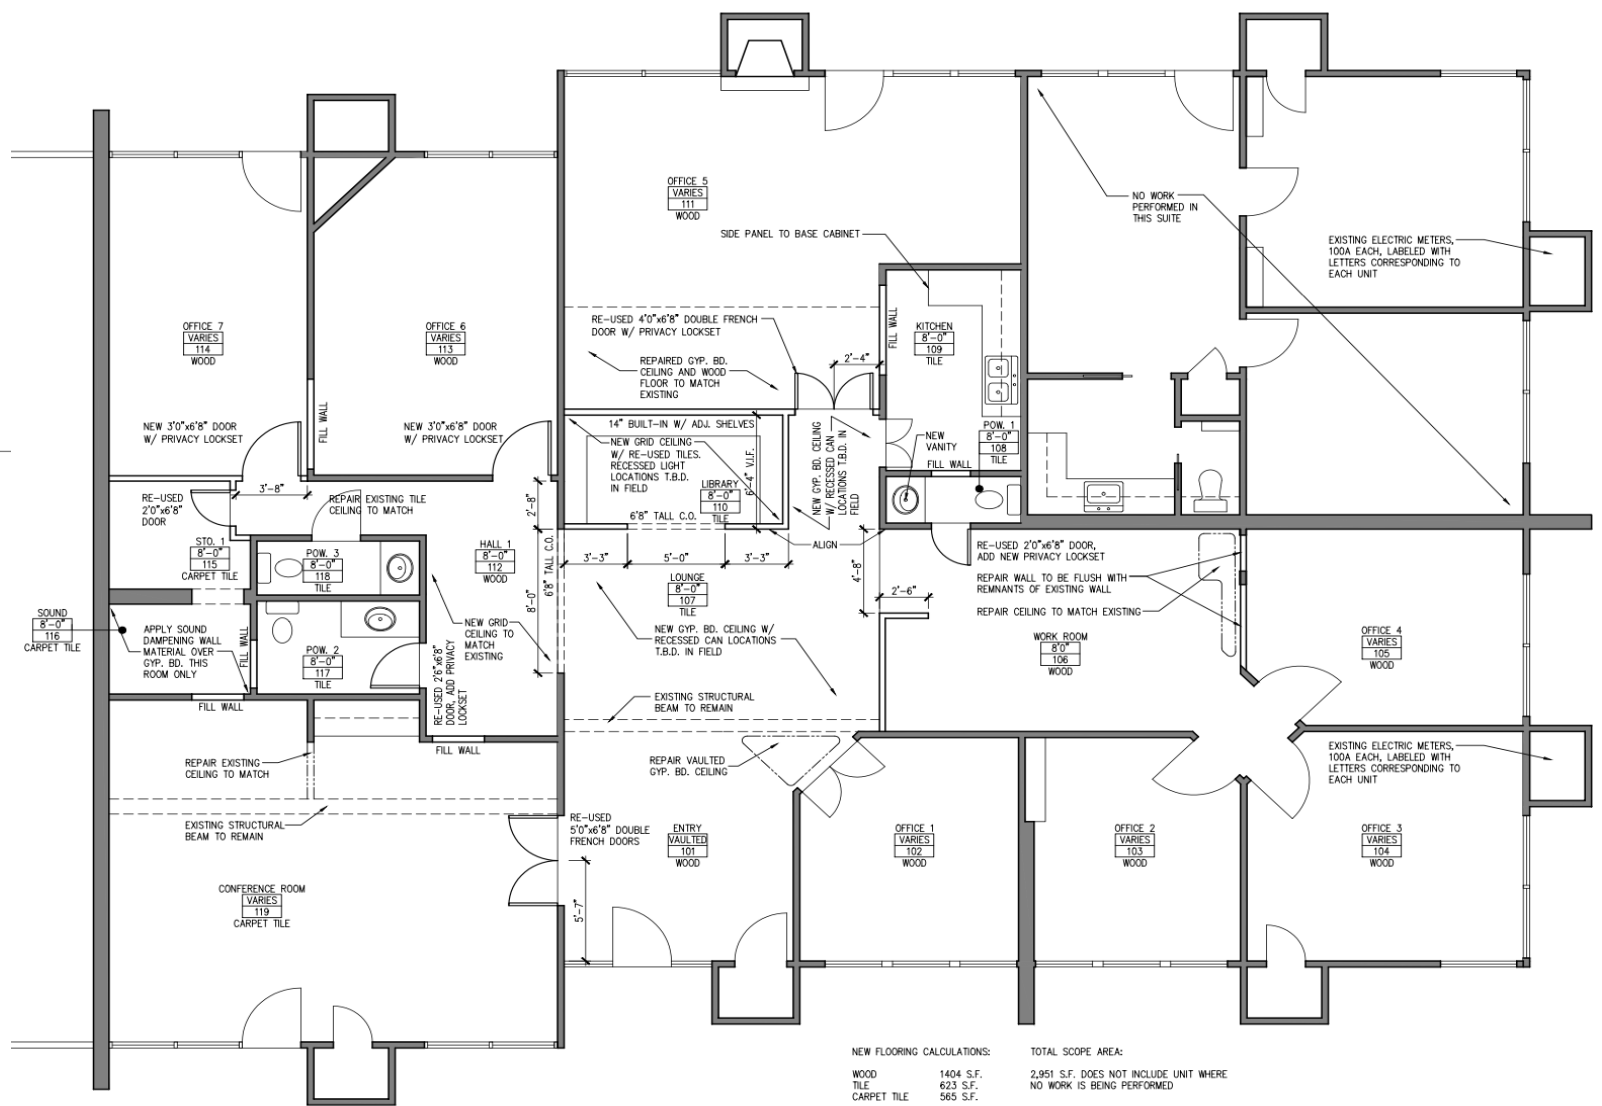 OFFICE 5
VARIES
111
WOOD
SIDE PANEL TO BASE CABINET
NO WORK
PERFORMED IN
THIS SUITE
EXISTING ELECTRIC METERS,
100A EACH, LABELED WITH
LETTERS CORRESPONDING TO
EACH UNIT
OFFICE 7
VARIES
114
WOOD
OFFICE 6
VARIES
113
WOOD
RE-USED 4'0"x6'8" DOUBLE FRENCH
DOOR W/ PRIVACY LOCKSET
REPAIRED GYP. BD.
CEILING AND WOOD
FLOOR TO MATCH
EXISTING
2'-4"
FILL WALL
KITCHEN
8'-0"
109
TILE
NEW 3'0"x6'8" DOOR
W/ PRIVACY LOCKSET
FILL WALL
NEW 3'0"x6'8" DOOR
W/ PRIVACY LOCKSET
14" BUILT-IN W/ ADJ. SHELVES
NEW GRID CEILING
W/ RE-USED TILES.
RECESSED LIGHT
LOCATIONS T.B.D.
IN FIELD
6'-4" V.I.F.
LIBRARY
8'-0"
110
TILE
6'8" TALL C.O.
NEW GYP. BD. CEILING
W/ RECESSED CAN
LOCATIONS T.B.D. IN
FIELD
NEW
VANITY
POW. 1
8'-0"
108
TILE
FILL WALL
ALIGN
RE-USED
2'0"x6'8"
DOOR
3'-8"
REPAIR EXISTING TILE
CEILING TO MATCH
2'-8"
STO. 1
8'-0"
115
CARPET TILE
POW. 3
8'-0"
118
TILE
HALL 1
8'-0"
112
WOOD
6'8" TALL C.O.
8'-0"
3'-3"
5'-0"
3'-3"
4'-8"
2'-6"
LOUNGE
8'-0"
107
TILE
RE-USED 2'0"x6'8" DOOR,
ADD NEW PRIVACY LOCKSET
REPAIR WALL TO BE FLUSH WITH
REMNANTS OF EXISTING WALL
REPAIR CEILING TO MATCH EXISTING
SOUND
8'-0"
116
CARPET TILE
APPLY SOUND
DAMPENING WALL
MATERIAL OVER
GYP. BD. THIS
ROOM ONLY
FILL WALL
POW. 2
8'-0"
117
TILE
RE-USED 2'6"x6'8"
DOOR, ADD PRIVACY
LOCKSET
NEW GRID
CEILING TO
MATCH
EXISTING
NEW GYP. BD. CEILING W/
RECESSED CAN LOCATIONS
T.B.D. IN FIELD
WORK ROOM
8'0"
106
WOOD
OFFICE 4
VARIES
105
WOOD
FILL WALL
EXISTING STRUCTURAL
BEAM TO REMAIN
FILL WALL
REPAIR EXISTING
CEILING TO MATCH
REPAIR VAULTED
GYP. BD. CEILING
EXISTING ELECTRIC METERS,
100A EACH, LABELED WITH
LETTERS CORRESPONDING TO
EACH UNIT
EXISTING STRUCTURAL
BEAM TO REMAIN
RE-USED
5'0"x6'8" DOUBLE
FRENCH DOORS
ENTRY
VAULTED
101
WOOD
OFFICE 1
VARIES
102
WOOD
OFFICE 2
VARIES
103
WOOD
OFFICE 3
VARIES
104
WOOD
CONFERENCE ROOM
VARIES
119
CARPET TILE
5'-7"
NEW FLOORING CALCULATIONS:
WOOD 1404 S.F.
TILE 623 S.F.
CARPET TILE 565 S.F.
TOTAL SCOPE AREA:
2,951 S.F. DOES NOT INCLUDE UNIT WHERE
NO WORK IS BEING PERFORMED